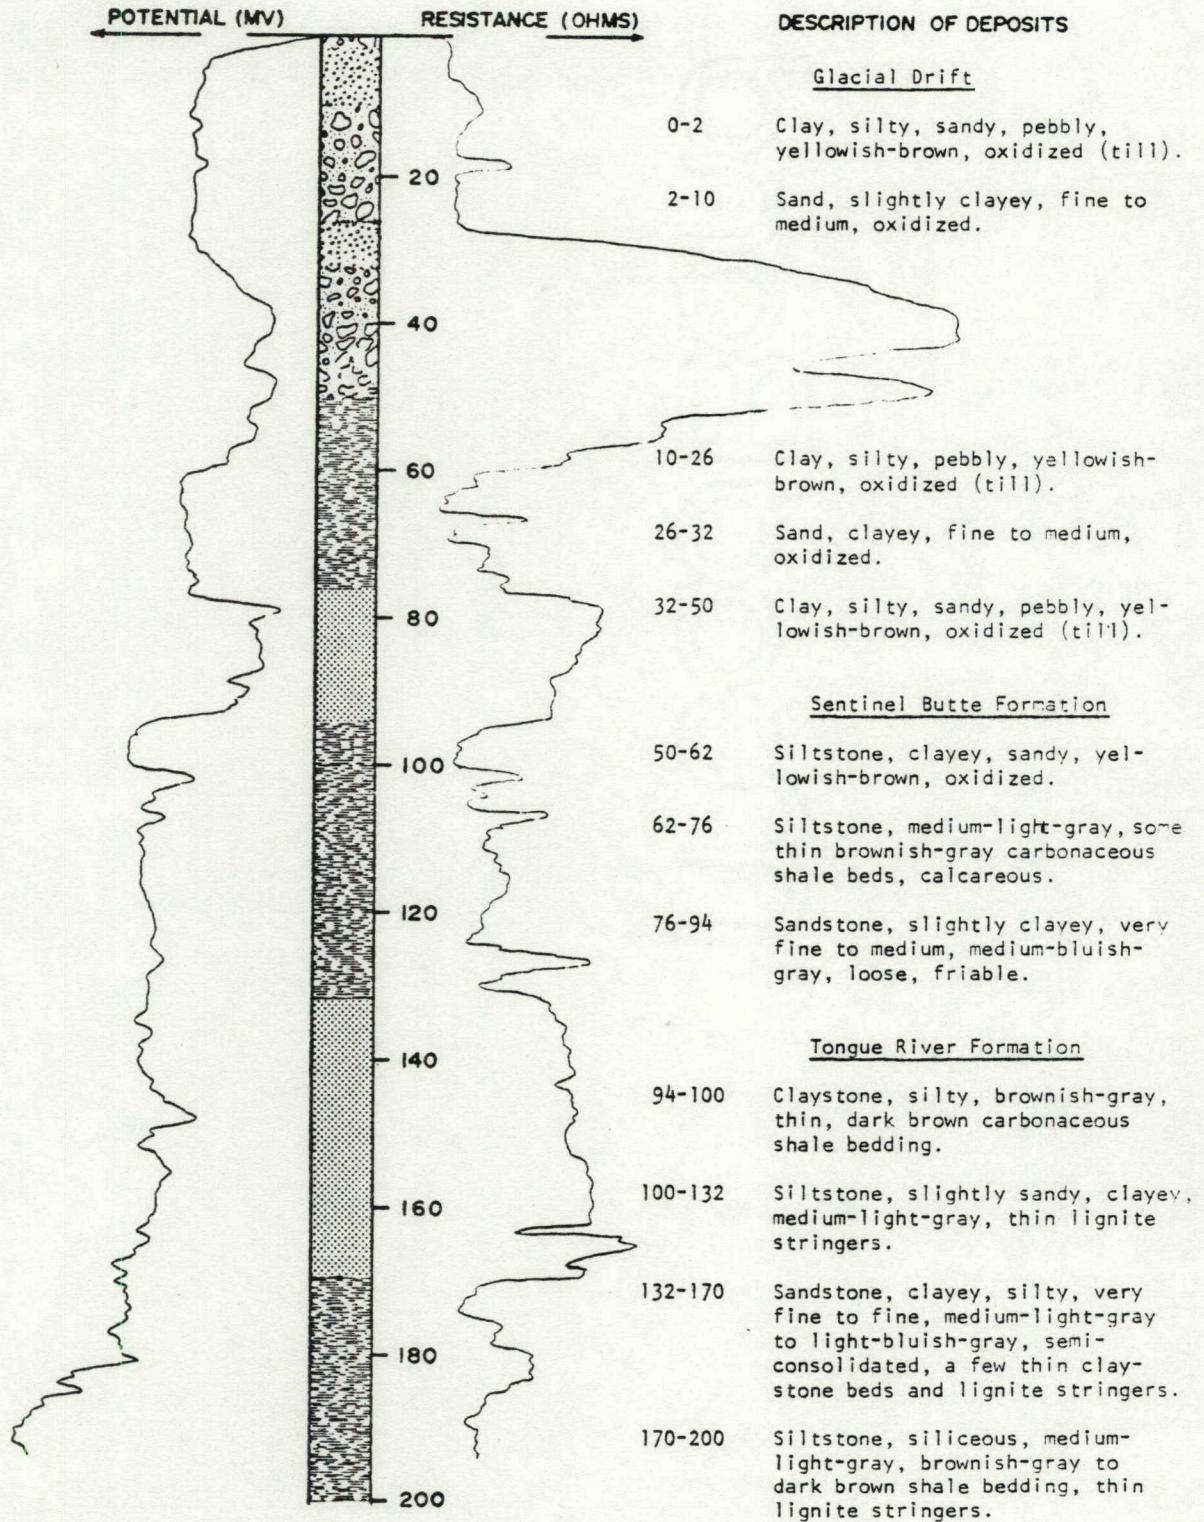 POTENTIAL (MV)
RESISTANCE (OHMS)
DESCRIPTION OF DEPOSITS
Glacial Drift
0-2 Clay, silty, sandy, pebbly,
yellowish-brown, oxidized (till).
2-10 Sand, slightly clayey, fine to
medium, oxidized.
10-26 Clay, silty, pebbly, yellowish-
brown, oxidized (till).
26-32 Sand, clayey, fine to medium,
oxidized.
32-50 Clay, silty, sandy, pebbly, yel-
lowish-brown, oxidized (till).
Sentinel Butte Formation
50-62 Siltstone, clayey, sandy, yel-
lowish-brown, oxidized.
62-76 Siltstone, medium-light-gray, some
thin brownish-gray carbonaceous
shale beds, calcareous.
76-94 Sandstone, slightly clayey, very
fine to medium, medium-bluish-
gray, loose, friable.
Tongue River Formation
94-100 Claystone, silty, brownish-gray,
thin, dark brown carbonaceous
shale bedding.
100-132 Siltstone, slightly sandy, clayey,
medium-light-gray, thin lignite
stringers.
132-170 Sandstone, clayey, silty, very
fine to fine, medium-light-gray
to light-bluish-gray, semi-
consolidated, a few thin clay-
stone beds and lignite stringers.
170-200 Siltstone, siliceous, medium-
light-gray, brownish-gray to
dark brown shale bedding, thin
lignite stringers.
20
40
60
80
100
120
140
160
180
200